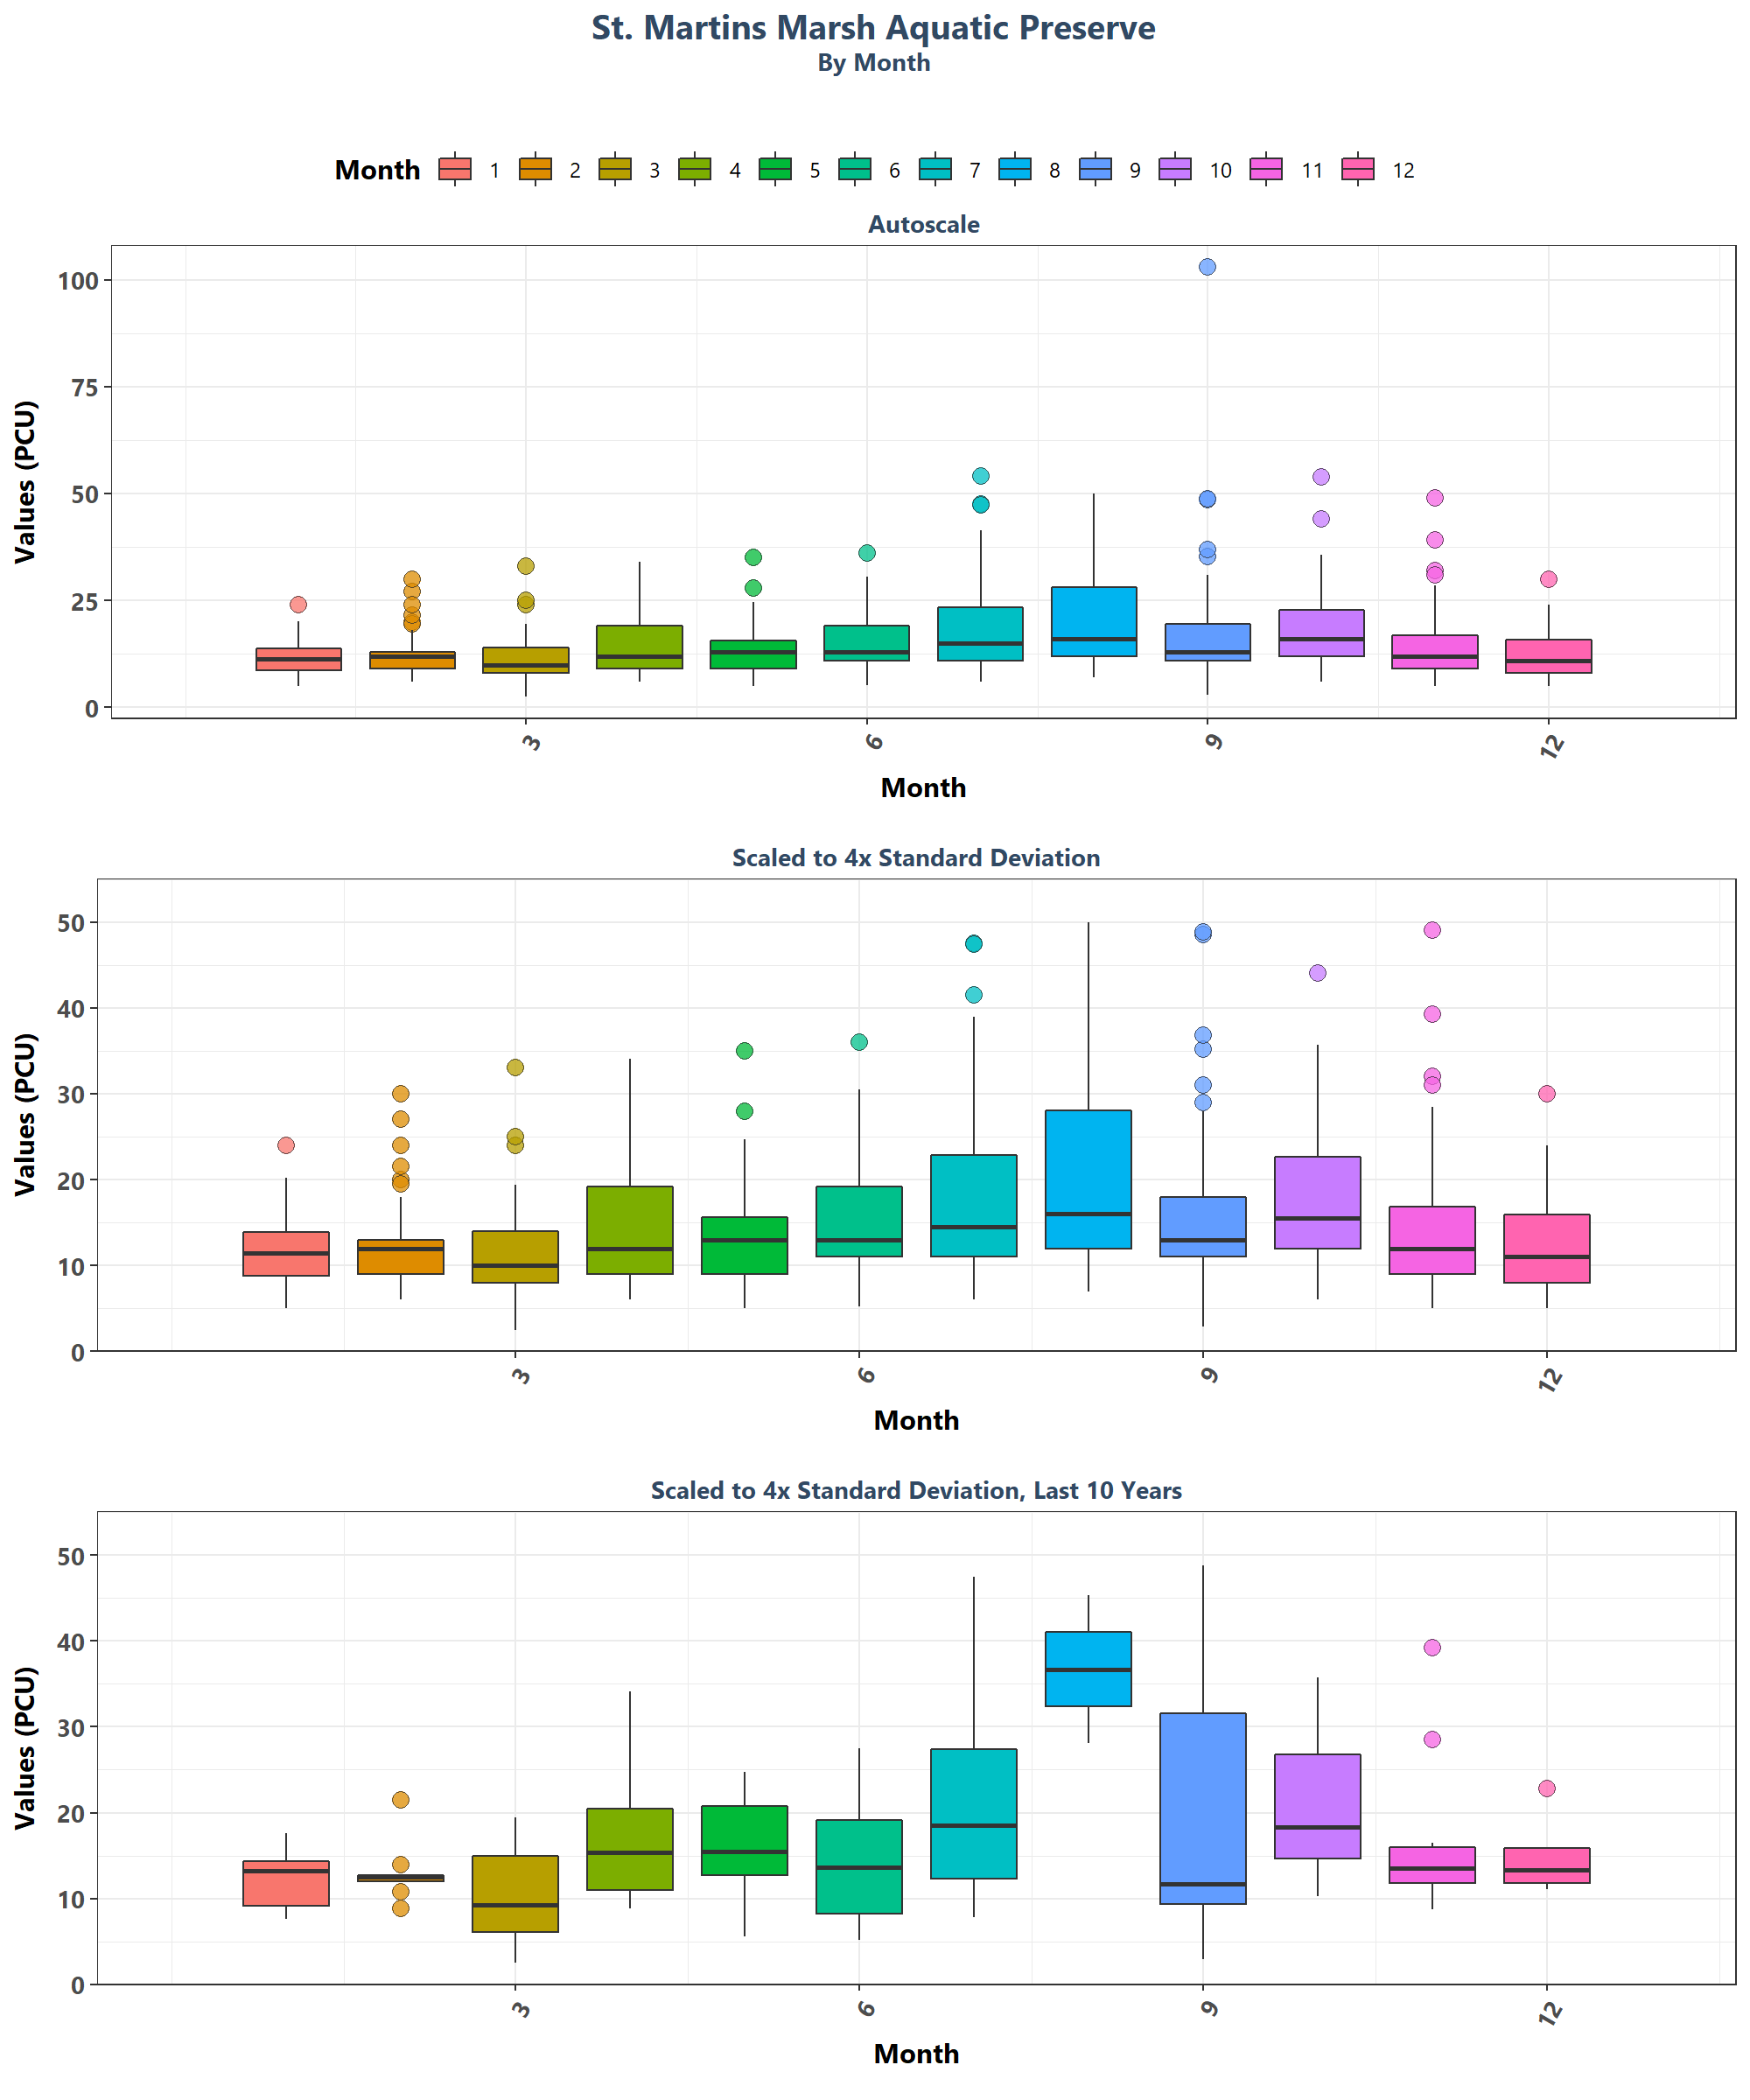 St. Martins Marsh Aquatic Preserve
By Month
Month 1 2 3 4 5 6 7 8 9 10 11 12
Autoscale
Values (PCU)
100
75
50
25
0
3 6 9 12
Month
Scaled to 4x Standard Deviation
Values (PCU)
50
40
30
20
10
0
3 6 9 12
Month
Scaled to 4x Standard Deviation, Last 10 Years
Values (PCU)
50
40
30
20
10
0
3 6 9 12
Month